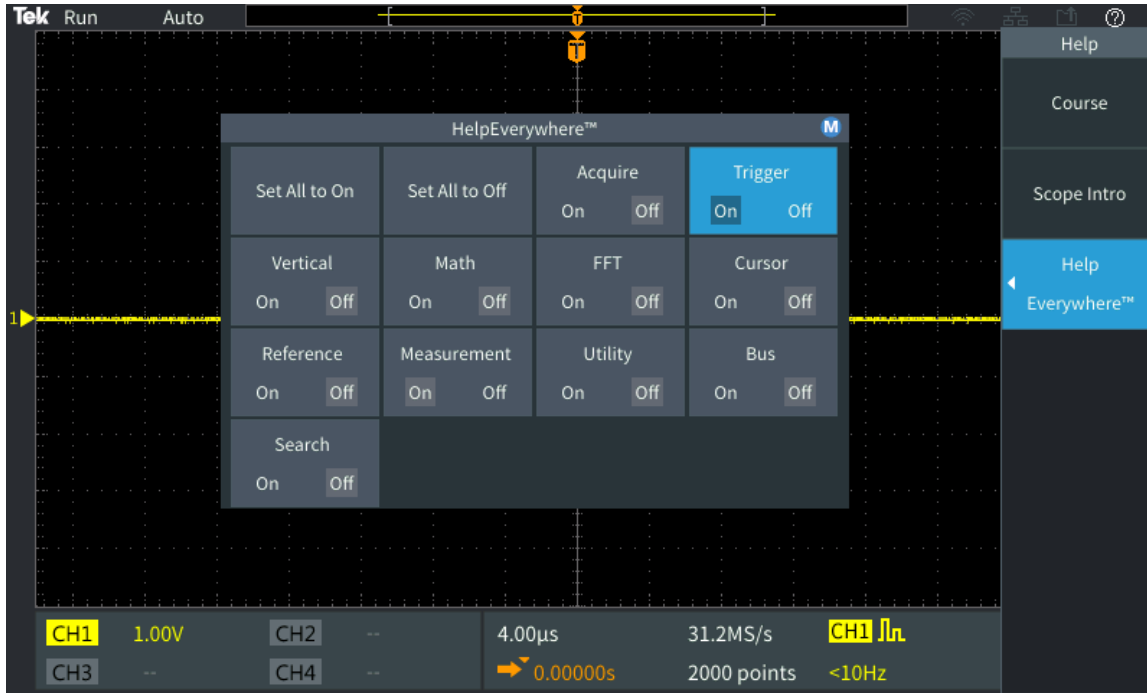 Tek Run Auto
T
T
Help
HelpEverywhere™ M
Course
Set All to On Set All to Off Acquire Trigger
On Off On Off
Scope Intro
Vertical Math FFT Cursor
On Off On Off On Off On Off
Help
Everywhere™
1
Reference Measurement Utility Bus
On Off On Off On Off On Off
Search
On Off
CH1 1.00V CH2 -- 4.00µs 31.2MS/s CH1
CH3 -- CH4 -- 0.00000s 2000 points <10Hz